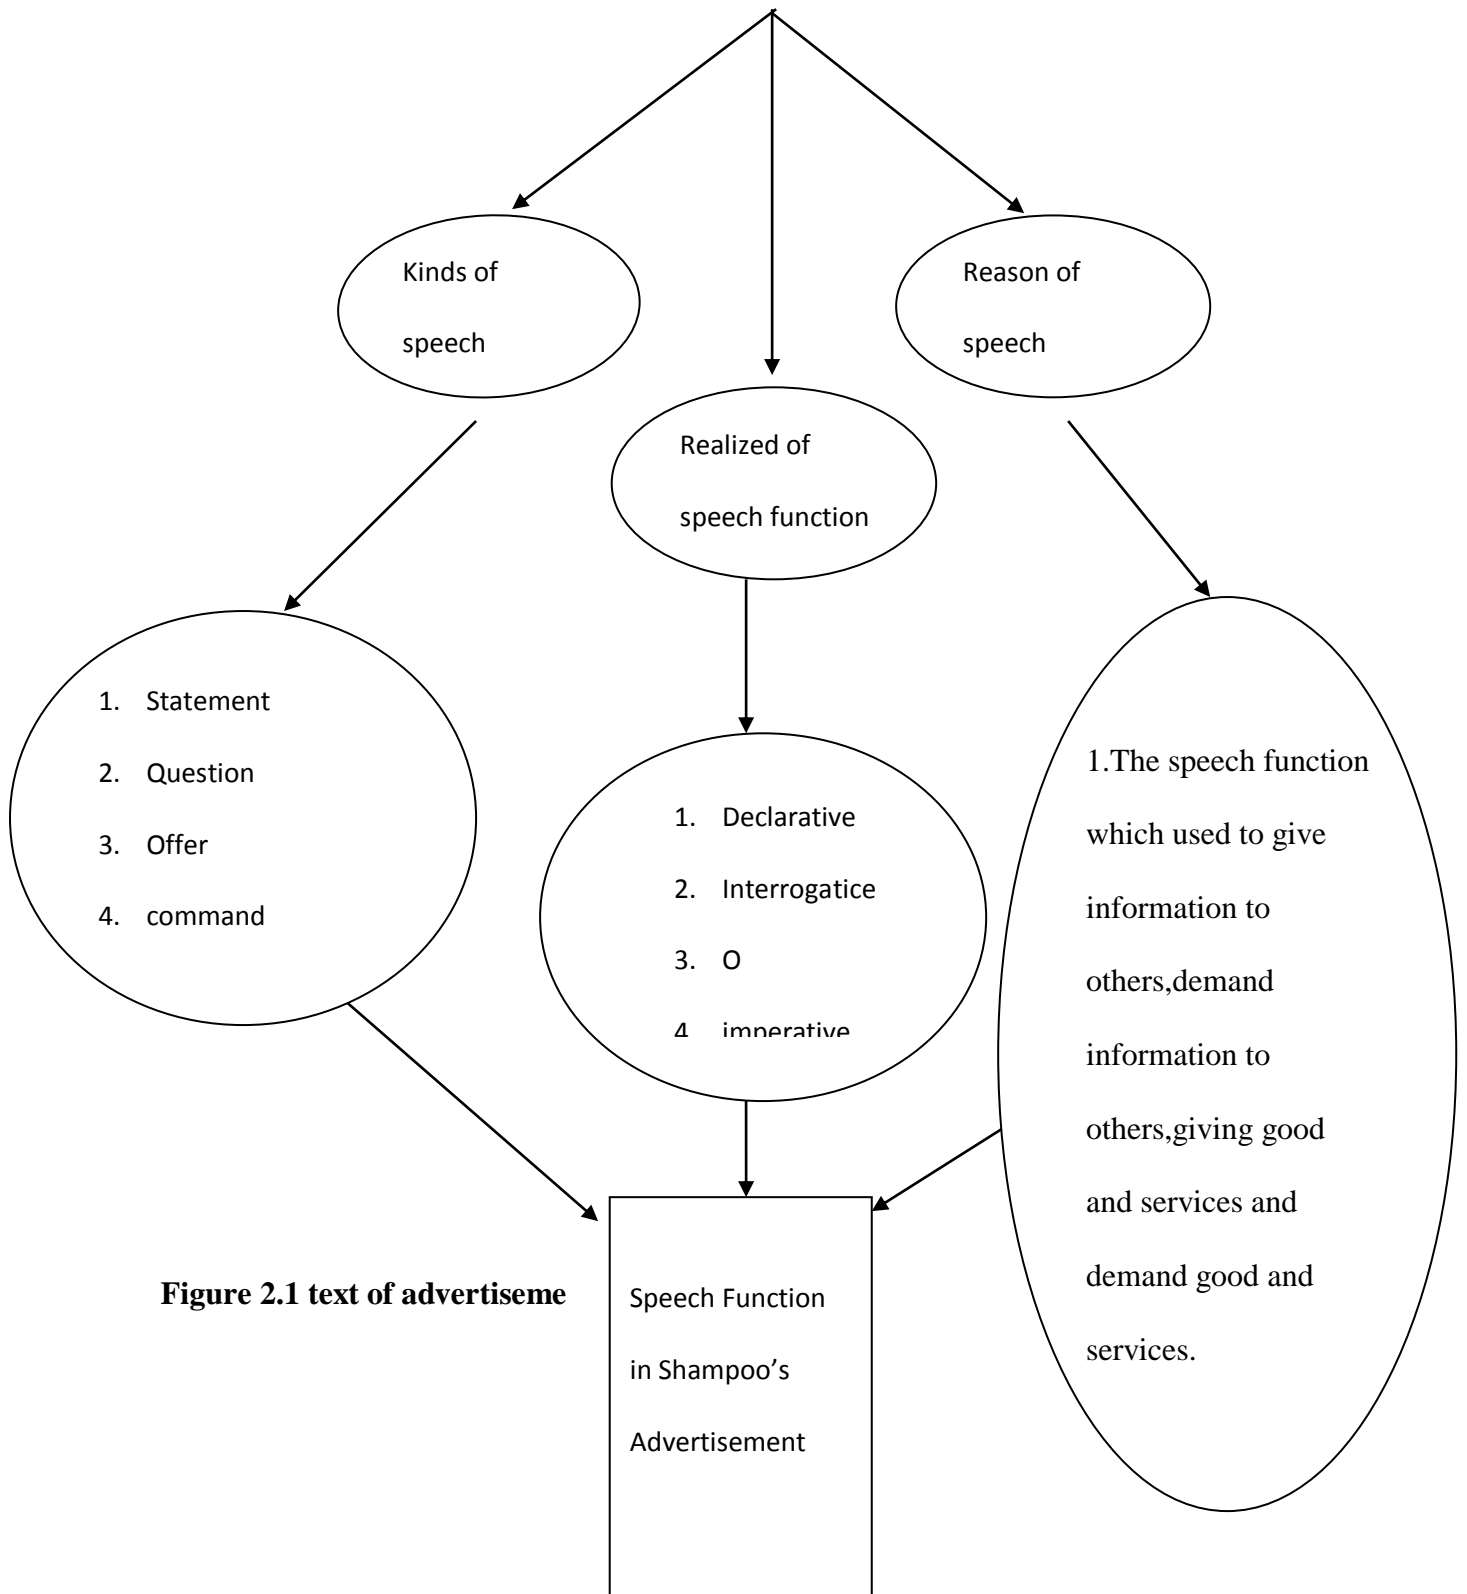 Kinds of
speech
Reason of
speech
Realized of
speech function
1. Statement
2. Question
3. Offer
4. command
1. Declarative
2. Interrogatice
3. O
4 imperative
1.The speech function
which used to give
information to
others,demand
information to
others,giving good
and services and
demand good and
services.
Figure 2.1 text of advertiseme
Speech Function
in Shampoo’s
Advertisement